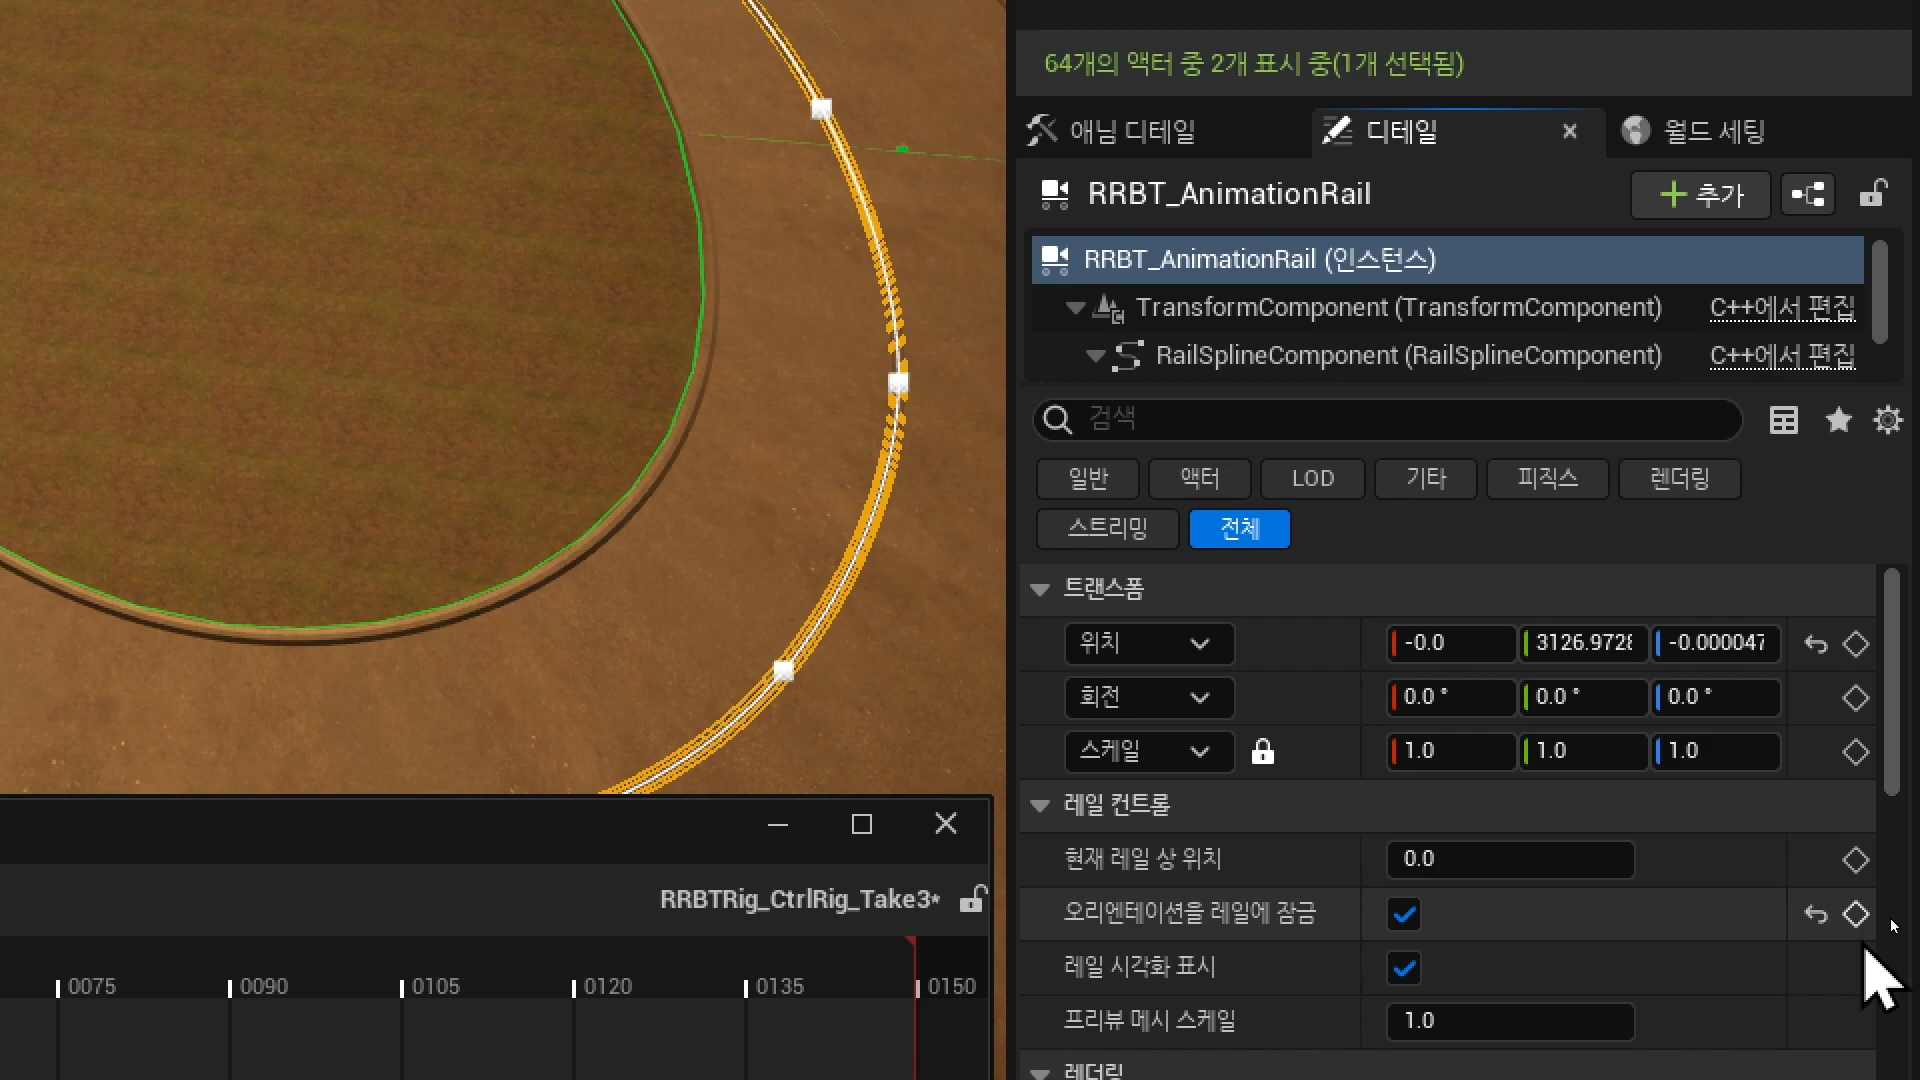 64개의 액터 중 2개 표시 중(1개 선택됨)
애님 디테일
디테일
월드 세팅
RRBT_AnimationRail
추가
RRBT_AnimationRail (인스턴스)
TransformComponent (TransformComponent)
C++에서 편집
RailSplineComponent (RailSplineComponent)
C++에서 편집
검색
일반
액터
LOD
기타
피직스
렌더링
스트리밍
전체
트랜스폼
위치
-0.0
3126.9728
-0.000047
회전
0.0 °
0.0 °
0.0 °
스케일
1.0
1.0
1.0
레일 컨트롤
현재 레일 상 위치
0.0
오리엔테이션을 레일에 잠금
레일 시각화 표시
프리뷰 메시 스케일
1.0
렌더링
RRBTRig_CtrlRig_Take3*
0075
0090
0105
0120
0135
0150